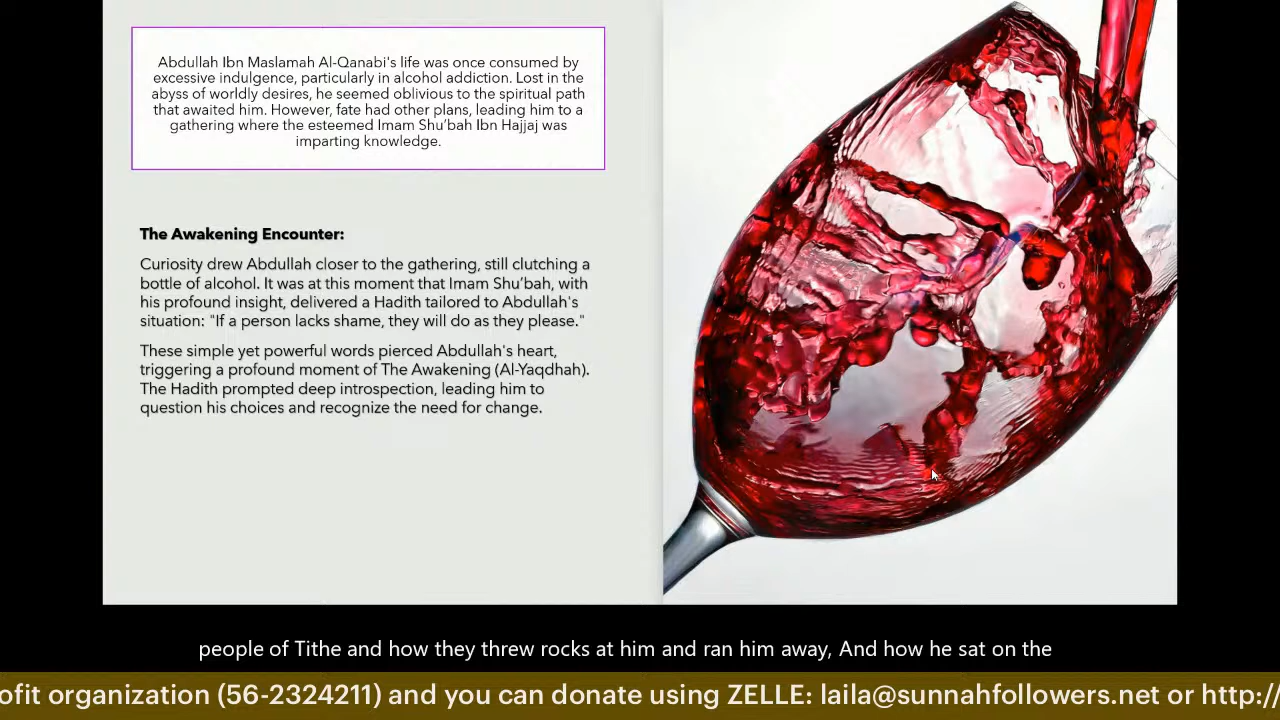 Abdullah Ibn Maslamah Al-Qanabi's life was once consumed by
excessive indulgence, particularly in alcohol addiction. Lost in the
abyss of worldly desires, he seemed oblivious to the spiritual path
that awaited him. However, fate had other plans, leading him to a
gathering where the esteemed Imam Shu'bah Ibn Hajjaj was
imparting knowledge.
The Awakening Encounter:
Curiosity drew Abdullah closer to the gathering, still clutching a
bottle of alcohol. It was at this moment that Imam Shu'bah, with
his profound insight, delivered a Hadith tailored to Abdullah's
situation: "If a person lacks shame, they will do as they please."
These simple yet powerful words pierced Abdullah's heart,
triggering a profound moment of The Awakening (Al-Yaqdhah).
The Hadith prompted deep introspection, leading him to
question his choices and recognize the need for change.
people of Tithe and how they threw rocks at him and ran him away, And how he sat on the
ofit organization (56-2324211) and you can donate using ZELLE: laila@sunnahfollowers.net or http://